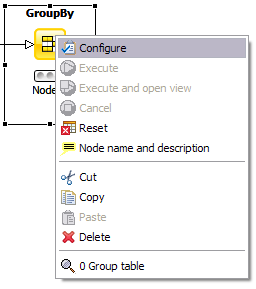 GroupBy
Configure
Execute
Execute and open view
Cancel
Node
Reset
Node name and description
Cut
Copy
Paste
Delete
0 Group table